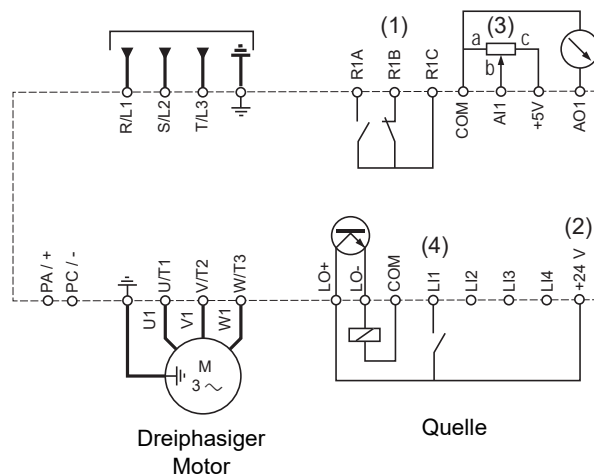 (1)
(3)
a
c
b
R/L1
S/L2
T/L3
R1A
R1B
R1C
COM
AI1
+5V
AO1
(4)
(2)
PA / +
PC / -
U/T1
V/T2
W/T3
LO+
LO-
COM
LI1
LI2
LI3
LI4
+24 V
U1
V1
W1
M
3 ~
Dreiphasiger
Motor
Quelle